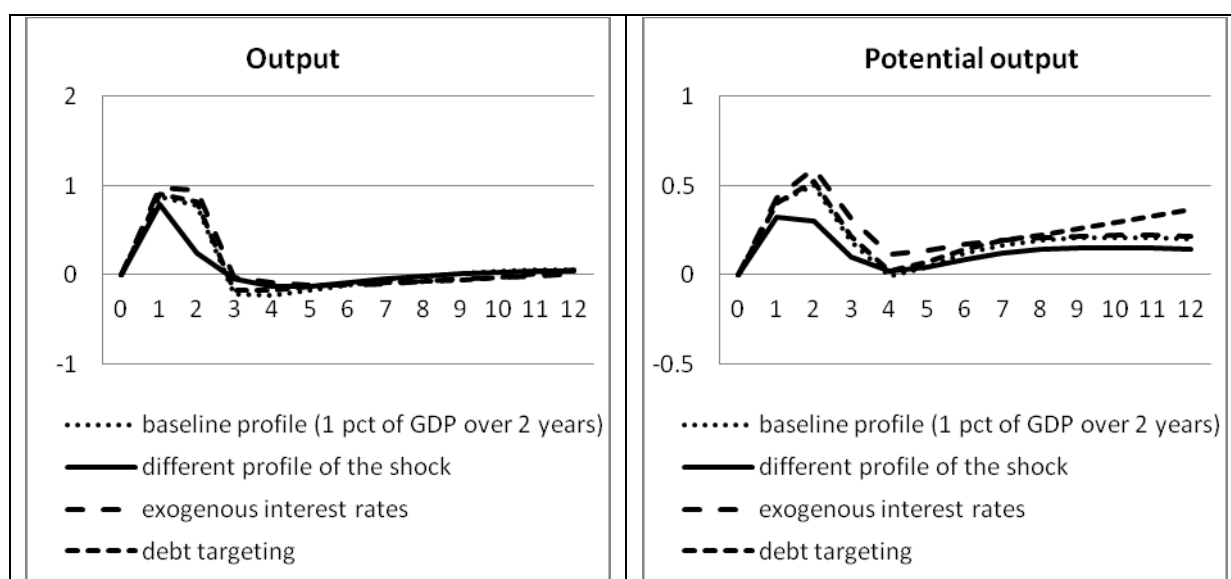 Output
2
1
0
-1
0 1 2 3 4 5 6 7 8 9 10 11 12
baseline profile (1 pct of GDP over 2 years)
different profile of the shock
exogenous interest rates
debt targeting
Potential output
1
0.5
0
-0.5
0 1 2 3 4 5 6 7 8 9 10 11 12
baseline profile (1 pct of GDP over 2 years)
different profile of the shock
exogenous interest rates
debt targeting